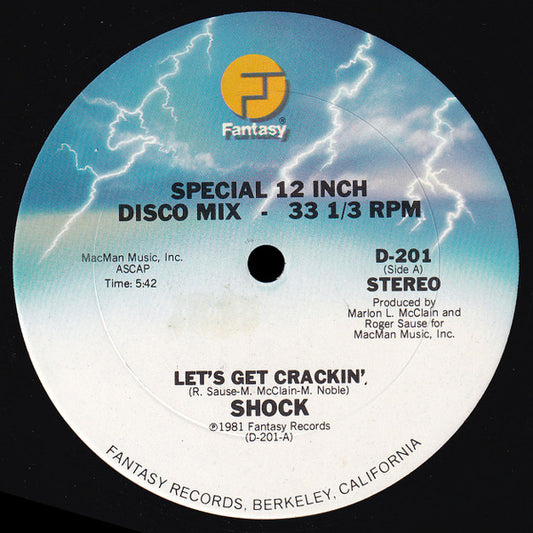 Fantasy®
SPECIAL 12 INCH
DISCO MIX - 33 1/3 RPM
MacMan Music, Inc.
ASCAP
Time: 5:42
D-201
(Side A)
STEREO
Produced by
Marlon L. McClain and
Roger Sause for
MacMan Music, Inc.
LET'S GET CRACKIN'
(R. Sause-M. McClain-M. Noble)
SHOCK
℗1981 Fantasy Records
(D-201-A)
FANTASY RECORDS, BERKELEY, CALIFORNIA